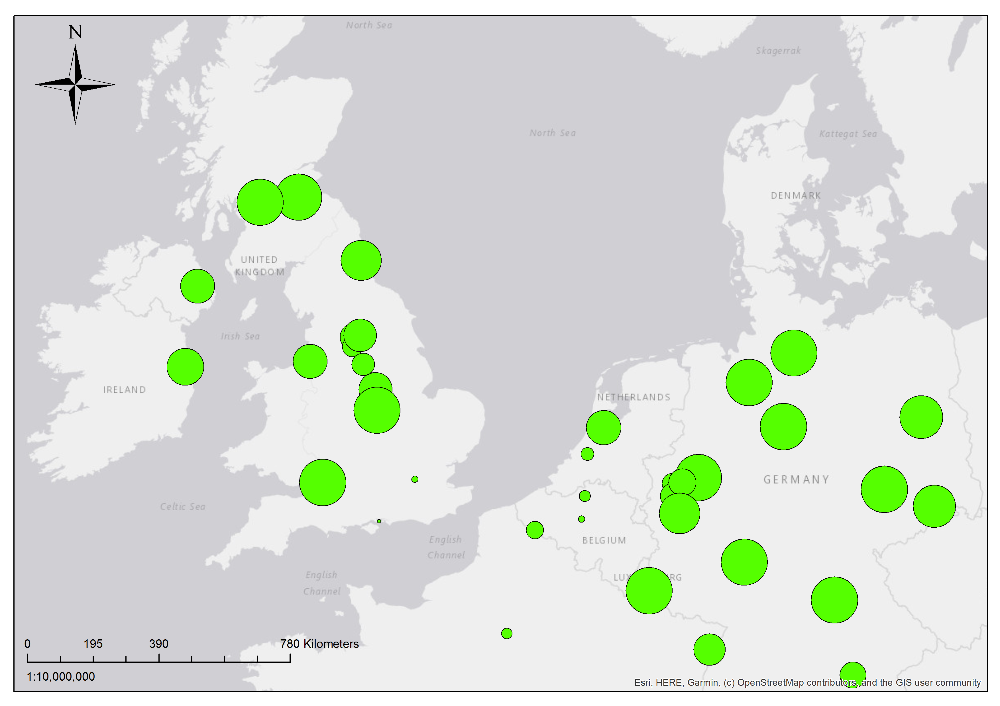 North Sea
N
Skagerrak
North Sea
Kattegat Sea
DENMARK
UNITED
KINGDOM
Irish Sea
IRELAND
NETHERLANDS
GERMANY
Celtic Sea
English
Channel
BELGIUM
English
Channel
LUX
RG
0 195 390 780 Kilometers
1:10,000,000
Esri, HERE, Garmin, (c) OpenStreetMap contributors, and the GIS user community